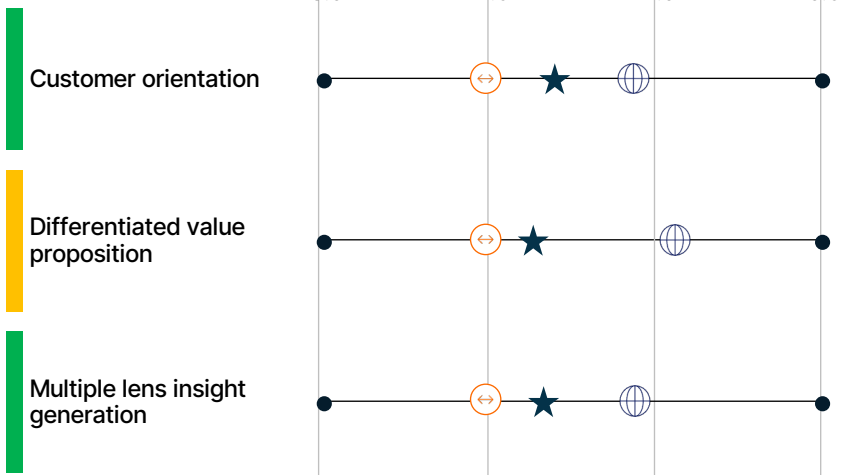 Customer orientation
Differentiated value
proposition
Multiple lens insight
generation